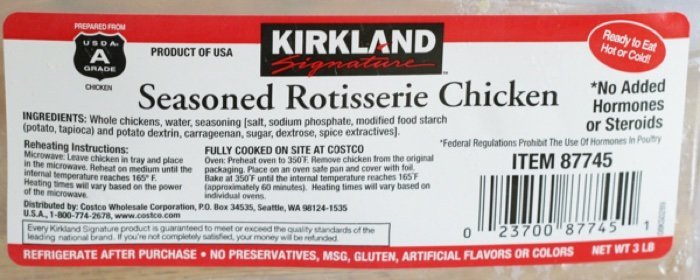 PREPARED FROM
USDA
A
GRADE
CHICKEN
PRODUCT OF USA
KIRKLAND
Signature
Ready to Eat
Hot or Cold!
Seasoned Rotisserie Chicken
*No Added
Hormones
or Steroids
INGREDIENTS: Whole chickens, water, seasoning [salt, sodium phosphate, modified food starch
(potato, tapioca) and potato dextrin, carrageenan, sugar, dextrose, spice extractives].
*Federal Regulations Prohibit The Use Of Hormones In Poultry
Reheating Instructions:
Microwave: Leave chicken in tray and place
in the microwave. Reheat on medium until the
internal temperature reaches 165° F.
Heating times will vary based on the power
of the microwave.
FULLY COOKED ON SITE AT COSTCO
Oven: Preheat oven to 350°F. Remove chicken from the original
packaging. Place on an oven safe pan and cover with foil.
Bake at 350°F until the internal temperature reaches 165°F
(approximately 60 minutes). Heating times will vary based on
individual ovens.
ITEM 87745
0 23700 87745 1
Distributed by: Costco Wholesale Corporation, P.O. Box 34535, Seattle, WA 98124-1535
U.S.A., 1-800-774-2678, www.costco.com
Every Kirkland Signature product is guaranteed to meet or exceed the quality standards of the
leading national brand. If you're not completely satisfied, your money will be refunded.
REFRIGERATE AFTER PURCHASE • NO PRESERVATIVES, MSG, GLUTEN, ARTIFICIAL FLAVORS OR COLORS NET WT 3 LB